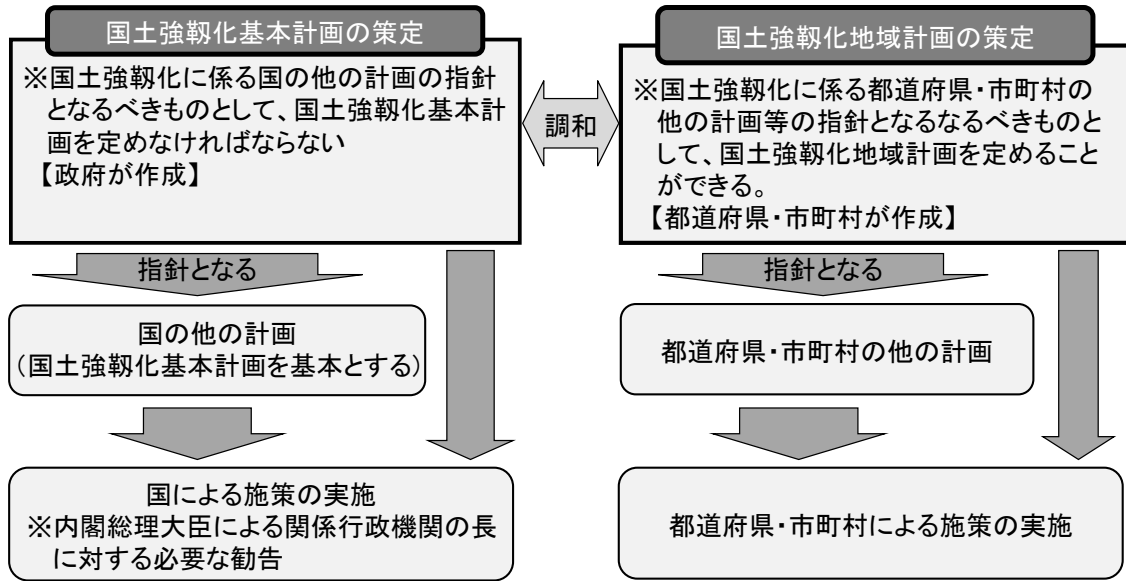 国土強靱化基本計画の策定
※国土強靱化に係る国の他の計画の指針
となるべきものとして、国土強靱化基本計
画を定めなければならない
【政府が作成】
調和
国土強靱化地域計画の策定
※国土強靱化に係る都道府県・市町村の
他の計画等の指針となるなるべきものと
して、国土強靱化地域計画を定めること
ができる。
【都道府県・市町村が作成】
指針となる
国の他の計画
(国土強靱化基本計画を基本とする)
国による施策の実施
※内閣総理大臣による関係行政機関の長
に対する必要な勧告
指針となる
都道府県・市町村の他の計画
都道府県・市町村による施策の実施